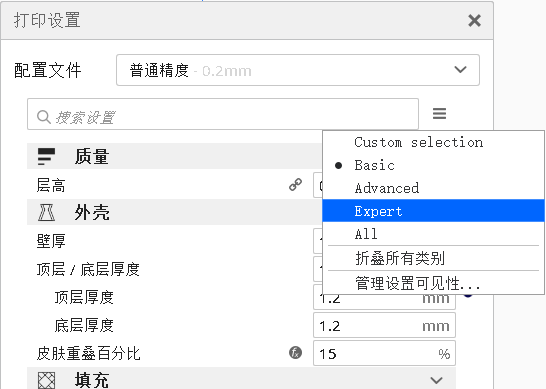 打印设置
配置文件
普通精度 - 0.2mm
搜索设置
Custom selection
质量
Basic
层高
Advanced
外壳
Expert
壁厚
All
顶层 / 底层厚度
折叠所有类别
顶层厚度
管理设置可见性...
1.2 mm
底层厚度
1.2 mm
皮肤重叠百分比
fx
15 %
填充